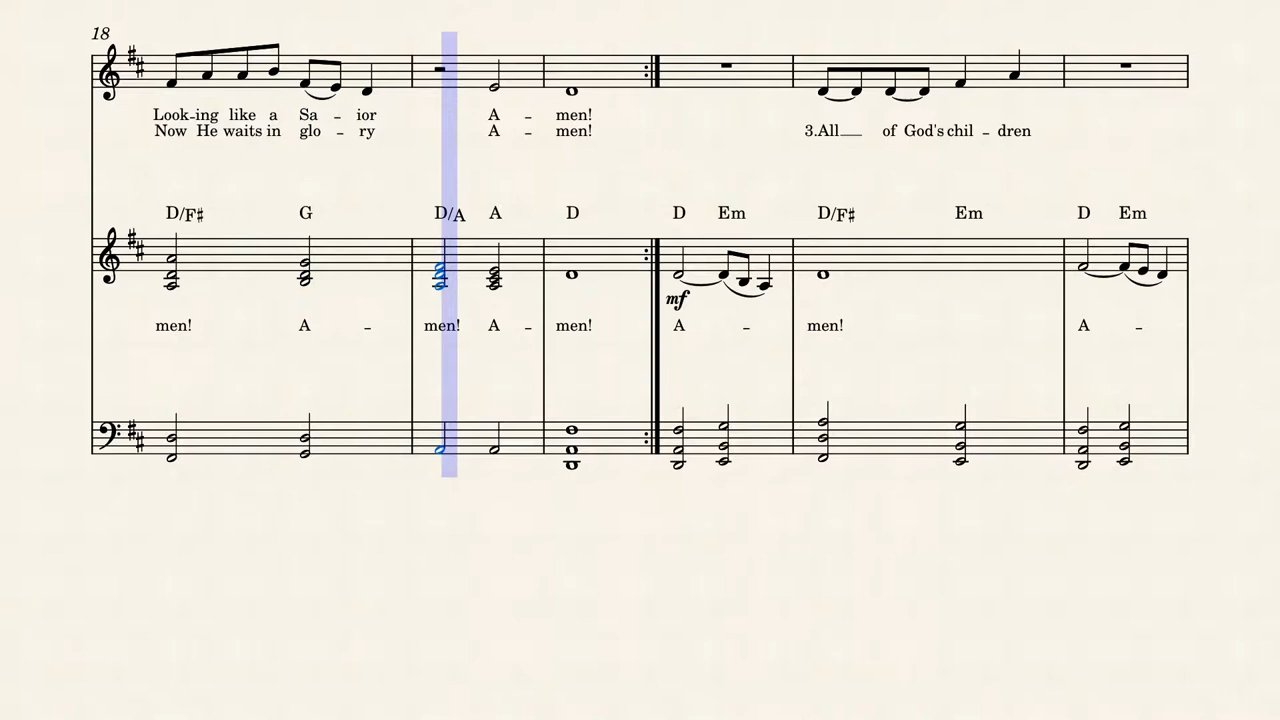 18
Look-ing like a Sa - ior A - men!
Now He waits in glo - ry A - men! 3.All of God's chil - dren
D/F♯ G D/A A D D Em D/F♯ Em D Em
mf
men! A - men! A - men! A - men! A -